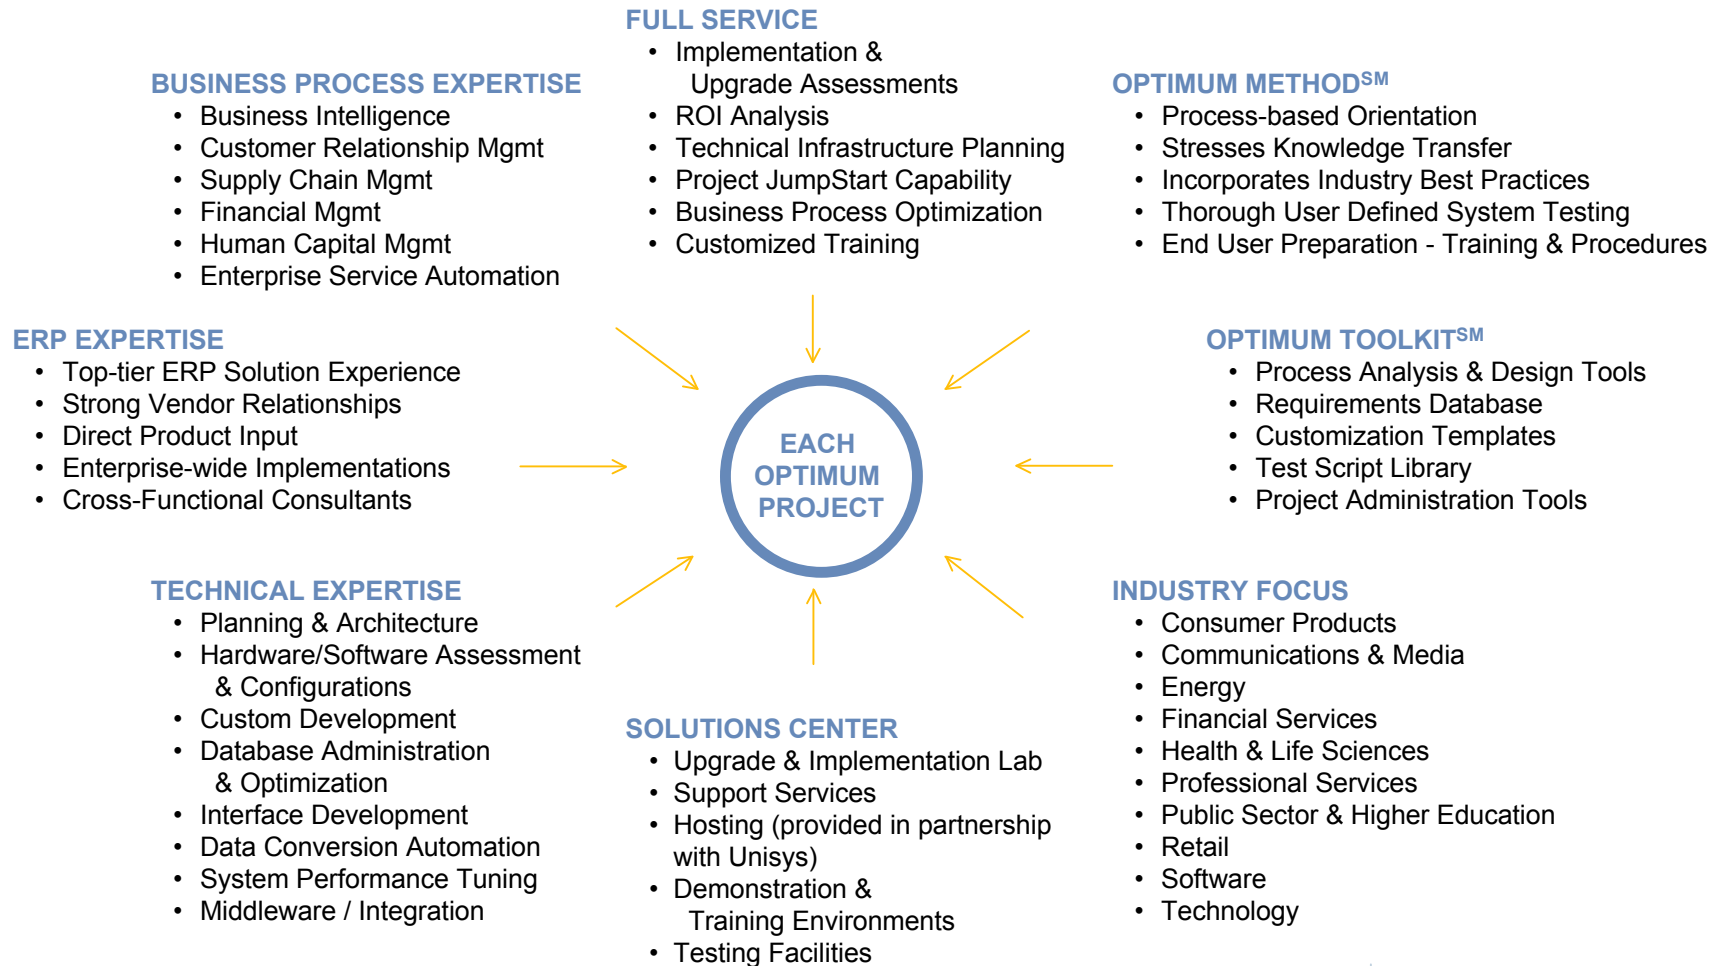 FULL SERVICE
• Implementation &
Upgrade Assessments
• ROI Analysis
• Technical Infrastructure Planning
• Project JumpStart Capability
• Business Process Optimization
• Customized Training
BUSINESS PROCESS EXPERTISE
• Business Intelligence
• Customer Relationship Mgmt
• Supply Chain Mgmt
• Financial Mgmt
• Human Capital Mgmt
• Enterprise Service Automation
OPTIMUM METHODSM
• Process-based Orientation
• Stresses Knowledge Transfer
• Incorporates Industry Best Practices
• Thorough User Defined System Testing
• End User Preparation - Training & Procedures
ERP EXPERTISE
• Top-tier ERP Solution Experience
• Strong Vendor Relationships
• Direct Product Input
• Enterprise-wide Implementations
• Cross-Functional Consultants
EACH
OPTIMUM
PROJECT
OPTIMUM TOOLKITSM
• Process Analysis & Design Tools
• Requirements Database
• Customization Templates
• Test Script Library
• Project Administration Tools
TECHNICAL EXPERTISE
• Planning & Architecture
• Hardware/Software Assessment
& Configurations
• Custom Development
• Database Administration
& Optimization
• Interface Development
• Data Conversion Automation
• System Performance Tuning
• Middleware / Integration
SOLUTIONS CENTER
• Upgrade & Implementation Lab
• Support Services
• Hosting (provided in partnership
with Unisys)
• Demonstration &
Training Environments
• Testing Facilities
INDUSTRY FOCUS
• Consumer Products
• Communications & Media
• Energy
• Financial Services
• Health & Life Sciences
• Professional Services
• Public Sector & Higher Education
• Retail
• Software
• Technology